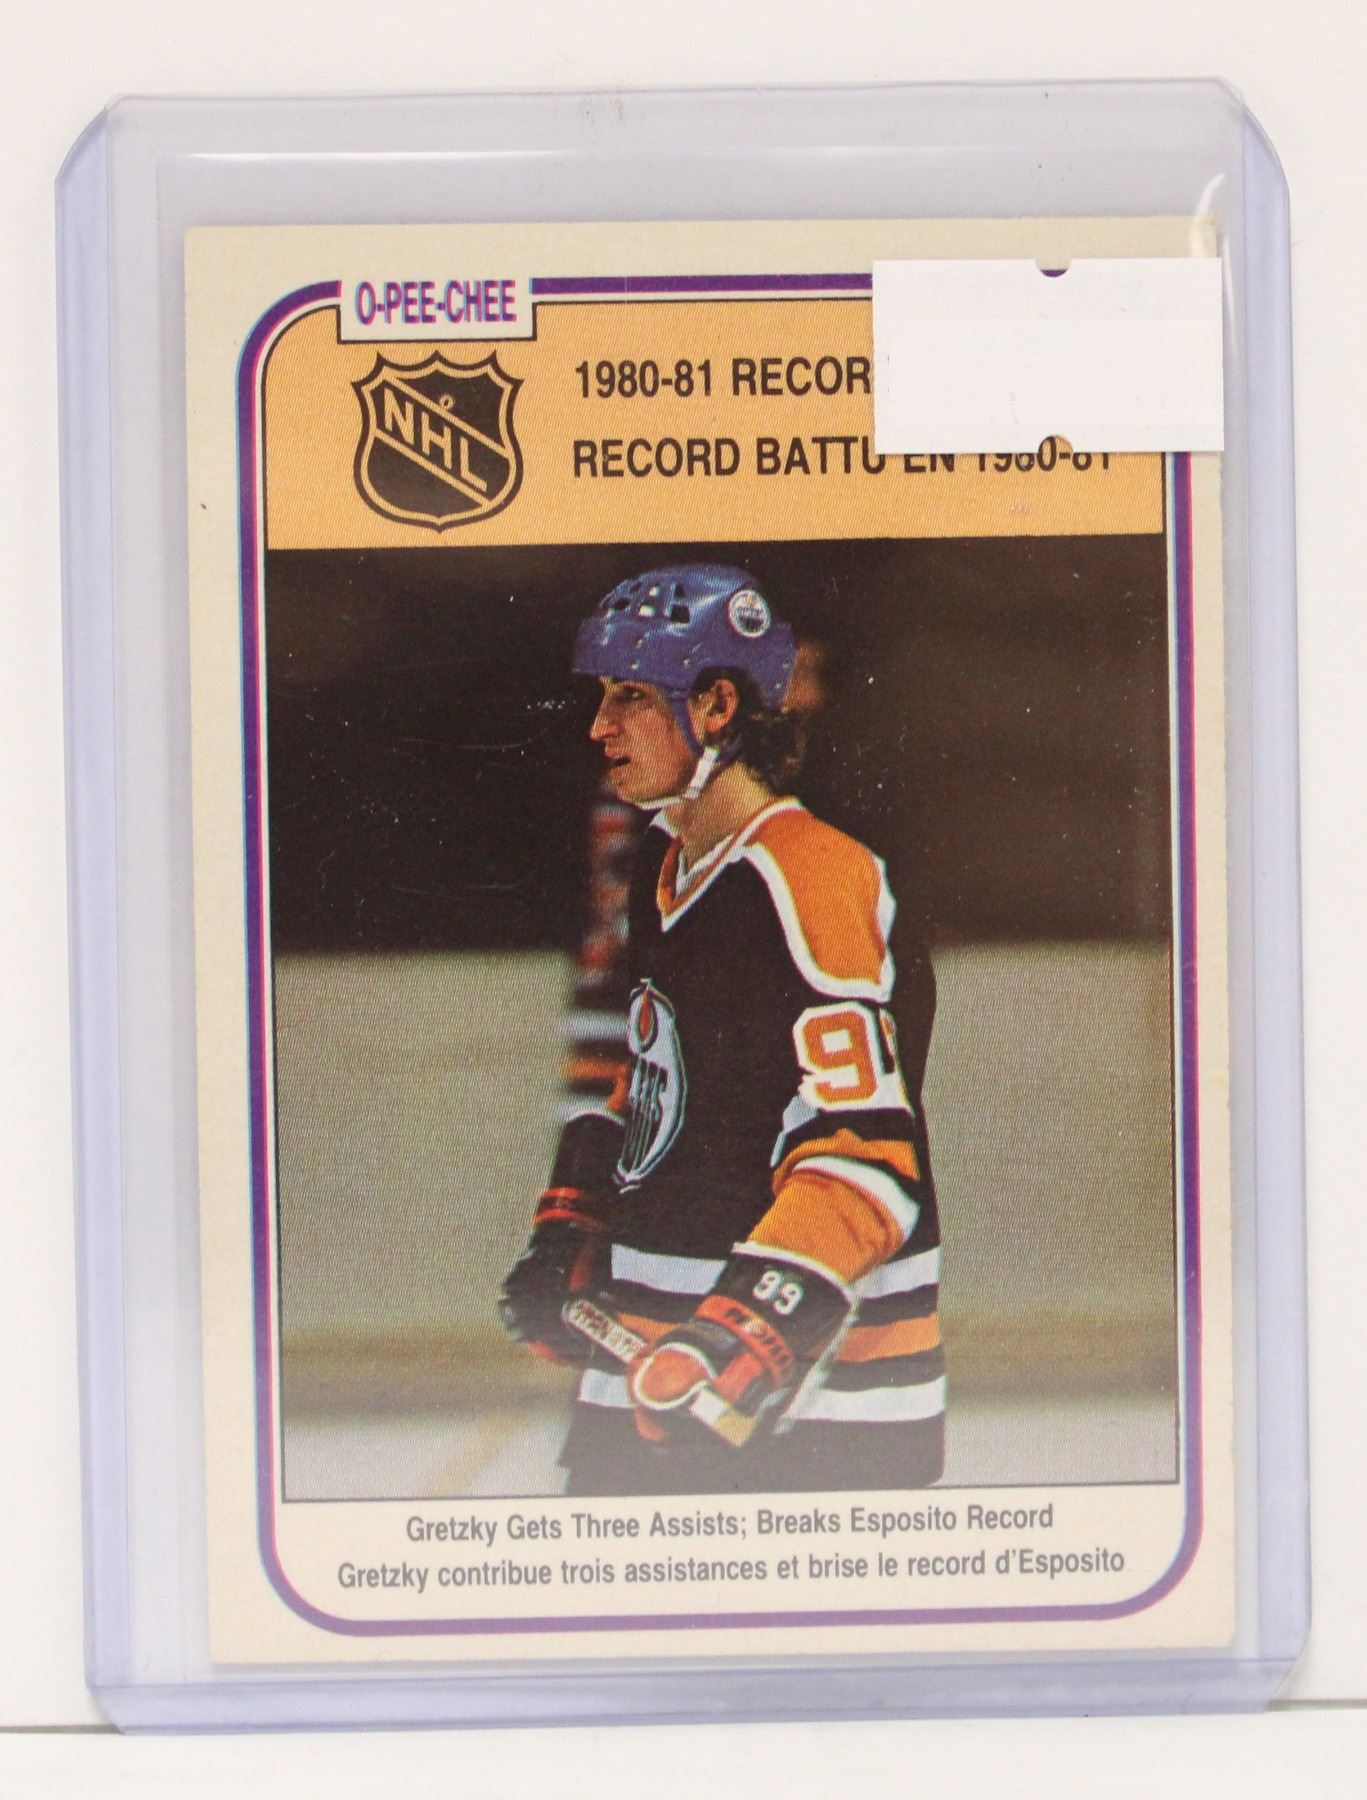 O-PEE-CHEE
NHL
1980-81 RECOR
RECORD BATTU EN 1980-81
9
99
Gretzky Gets Three Assists; Breaks Esposito Record
Gretzky contribue trois assistances et brise le record d'Esposito